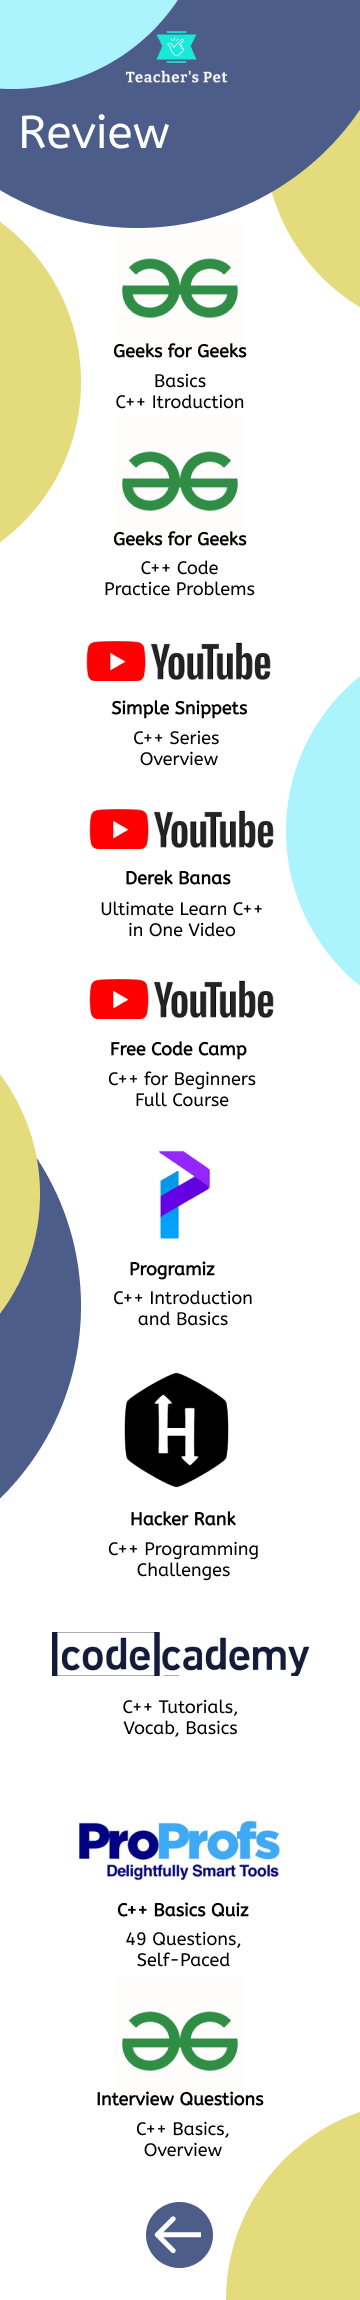 Teacher's Pet
Review
Geeks for Geeks
Basics
C++ Itroduction
Geeks for Geeks
C++ Code
Practice Problems
YouTube
Simple Snippets
C++ Series
Overview
YouTube
Derek Banas
Ultimate Learn C++
in One Video
YouTube
Free Code Camp
C++ for Beginners
Full Course
Programiz
C++ Introduction
and Basics
H
Hacker Rank
C++ Programming
Challenges
codecademy
C++ Tutorials,
Vocab, Basics
ProProfs
Delightfully Smart Tools
C++ Basics Quiz
49 Questions,
Self-Paced
Interview Questions
C++ Basics,
Overview